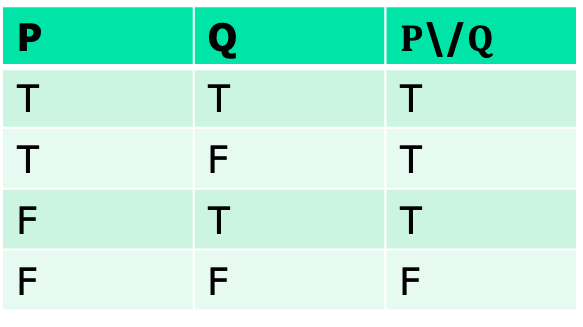 P Q P\/Q
T T T
T F T
F T T
F F F